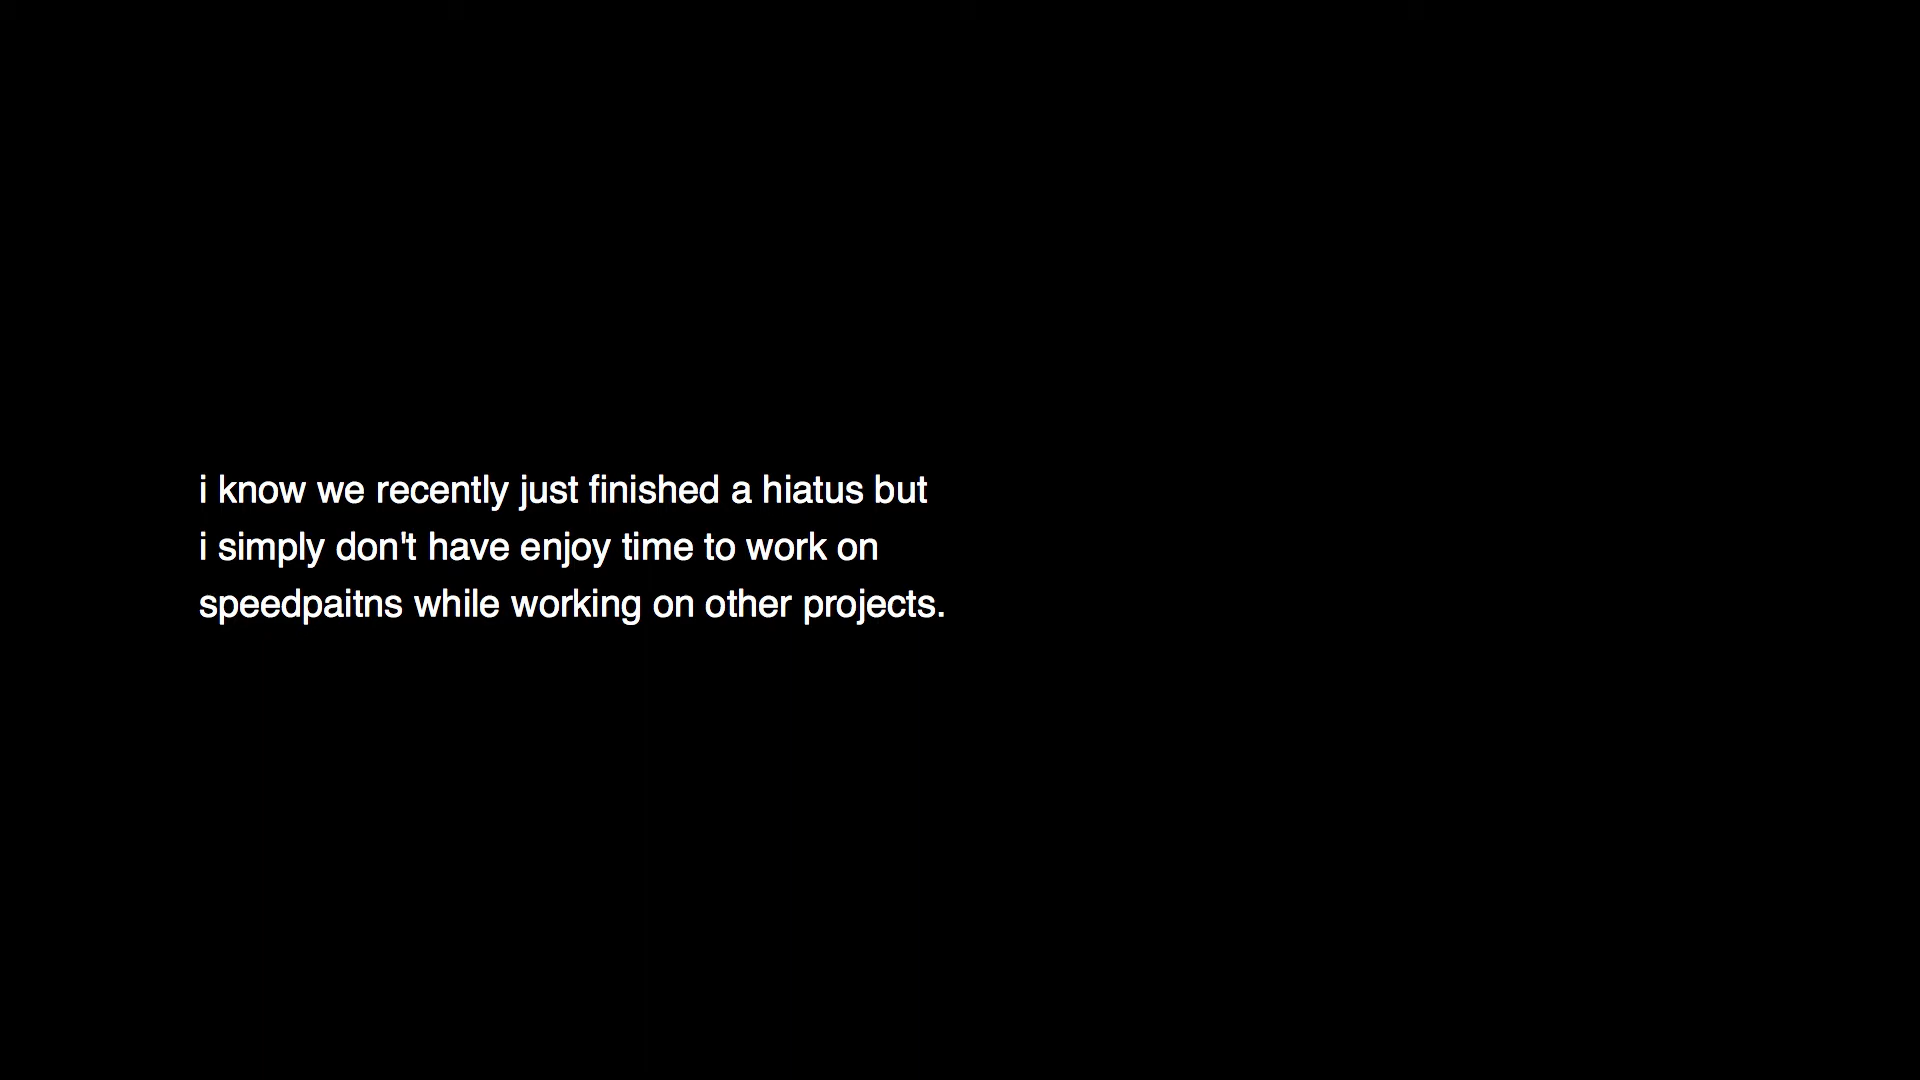 i know we recently just finished a hiatus but
i simply don't have enjoy time to work on
speedpaitns while working on other projects.